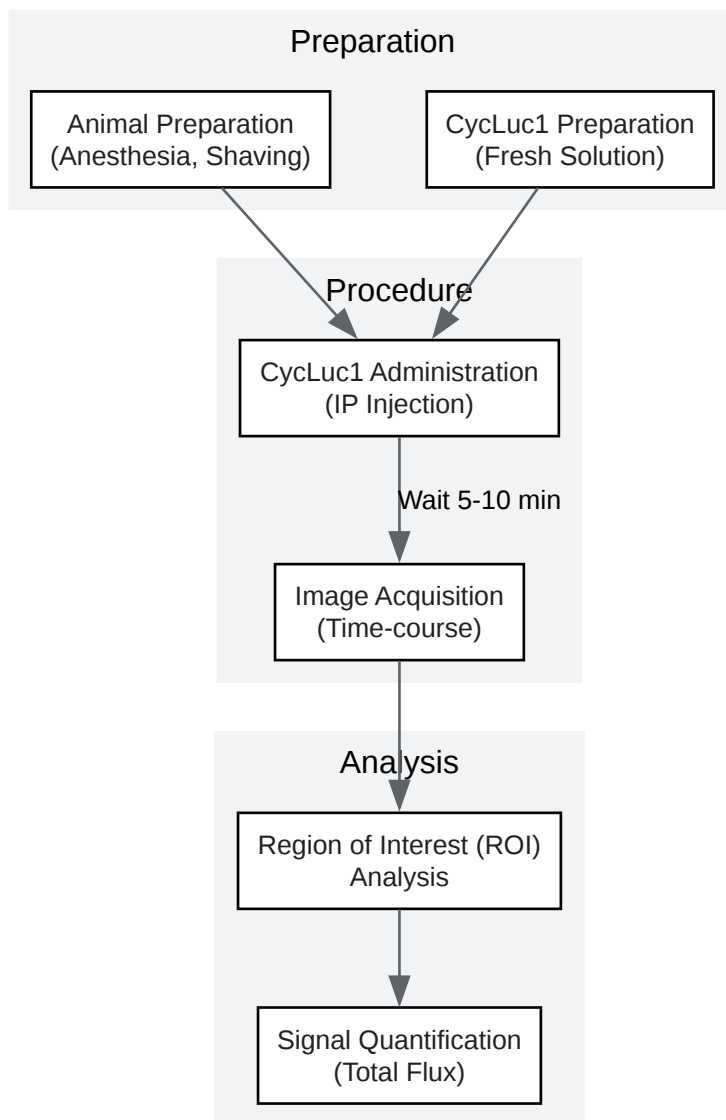 Preparation
Animal Preparation
(Anesthesia, Shaving)
CycLuc1 Preparation
(Fresh Solution)
Procedure
CycLuc1 Administration
(IP Injection)
Wait 5-10 min
Image Acquisition
(Time-course)
Analysis
Region of Interest (ROI)
Analysis
Signal Quantification
(Total Flux)